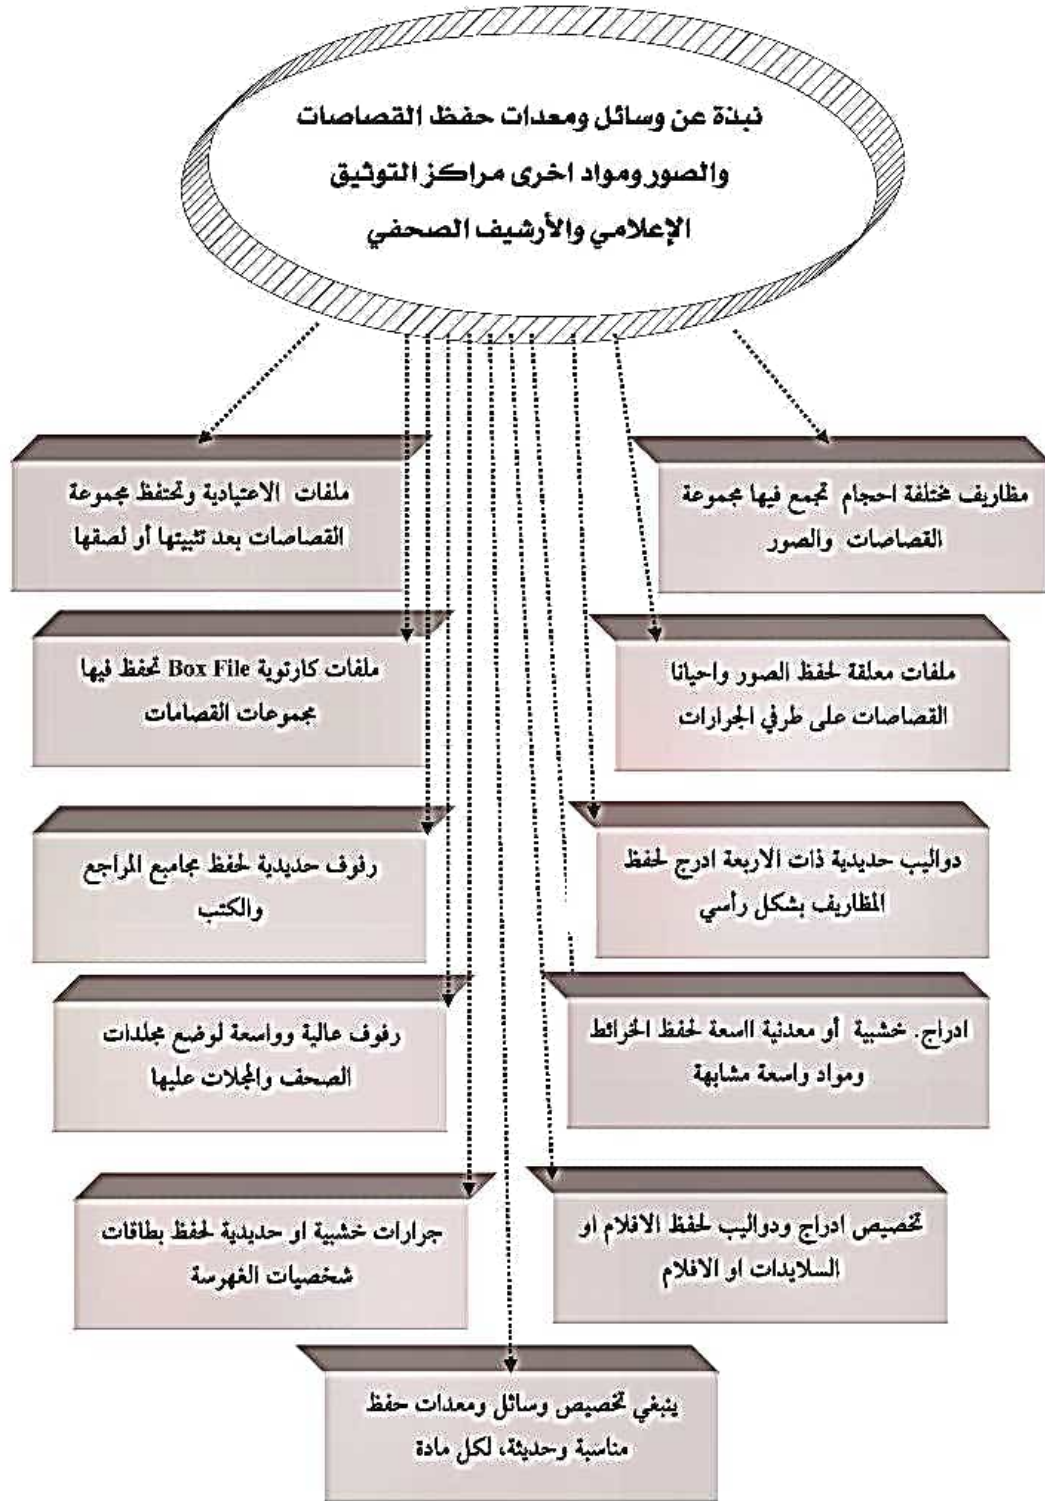 نبذة عن وسائل ومعدات حفظ القصاصات
والصور ومواد اخرى مراكز التوثيق
الإعلامي والأرشيف الصحفي
مظاريف مختلفة احجام تجمع فيها مجموعة
القصاصات والصور
ملفات الاعتيادية وتحتفظ مجموعة
القصاصات بعد تثبيتها أو لصقها
ملفات معلقة لحفظ الصور واحيانا
القصاصات على طرفي الجرارات
ملفات كارتوية Box File تحفظ فيها
مجموعات القصامات
دواليب حديدية ذات الاربعة ادرج لحفظ
المظاريف بشكل رأسي
رفوف حديدية لحفظ مجاميع المراجع
والكتب
ادراج. خشبية أو معدنية ااسعة لحفظ الخرائط
ومواد واسعة مشابهة
رفوف عالية وواسعة لوضع مجلدات
الصحف والمجلات عليها
تخصيص ادراج ودواليب لحفظ الافلام او
السلايدات او الافلام
جرارات خشبية او حديدية لحفظ بطاقات
شخصيات الفهرسة
ينبغي تخصيص وسائل ومعدات حفظ
مناسبة وحديثة، لكل مادة